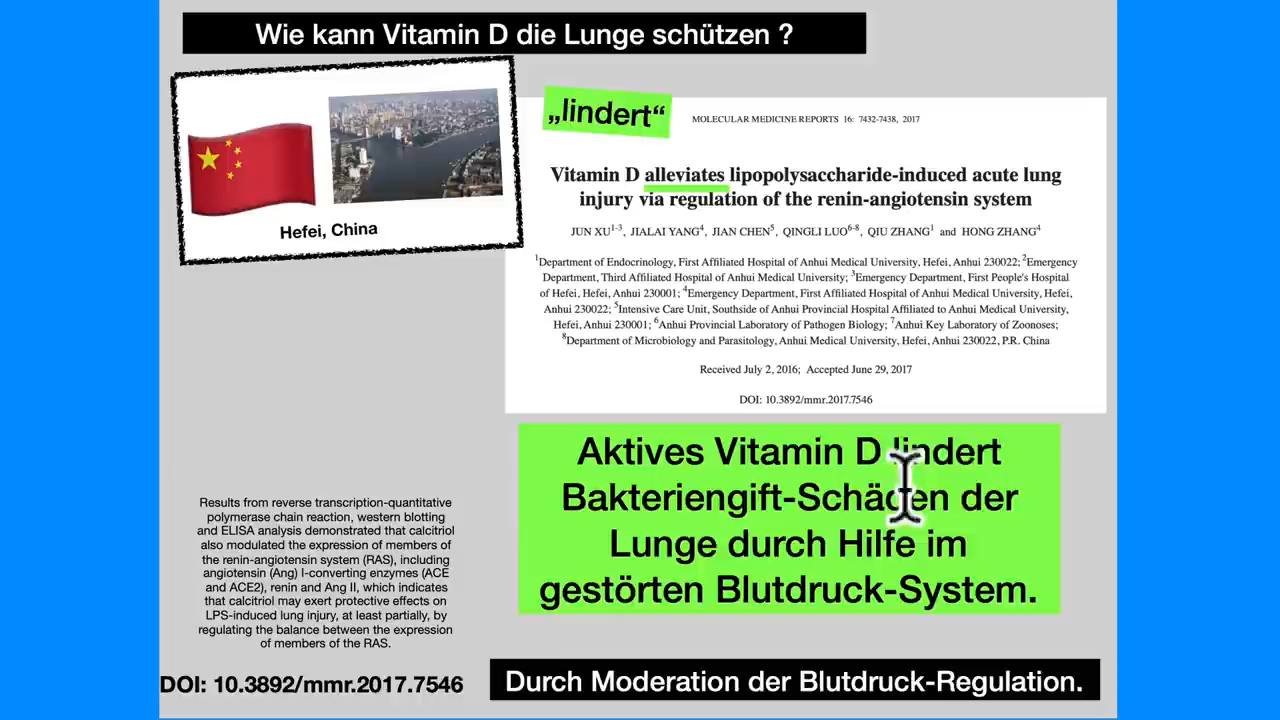 Wie kann Vitamin D die Lunge schützen ?
Hefei, China
„lindert“
MOLECULAR MEDICINE REPORTS 16: 7432-7438, 2017
Vitamin D alleviates lipopolysaccharide-induced acute lung
injury via regulation of the renin-angiotensin system
JUN XU1-3, JIALAI YANG4, JIAN CHEN5, QINGLI LUO6-8, QIU ZHANG1 and HONG ZHANG4
1Department of Endocrinology, First Affiliated Hospital of Anhui Medical University, Hefei, Anhui 230022; 2Emergency
Department, Third Affiliated Hospital of Anhui Medical University; 3Emergency Department, First People's Hospital
of Hefei, Hefei, Anhui 230001; 4Emergency Department, First Affiliated Hospital of Anhui Medical University, Hefei,
Anhui 230022; 5Intensive Care Unit, Southside of Anhui Provincial Hospital Affiliated to Anhui Medical University,
Hefei, Anhui 230001; 6Anhui Provincial Laboratory of Pathogen Biology; 7Anhui Key Laboratory of Zoonoses;
8Department of Microbiology and Parasitology, Anhui Medical University, Hefei, Anhui 230022, P.R. China
Received July 2, 2016; Accepted June 29, 2017
DOI: 10.3892/mmr.2017.7546
Aktives Vitamin D lindert
Bakteriengift-Schäden der
Lunge durch Hilfe im
gestörten Blutdruck-System.
Results from reverse transcription-quantitative
polymerase chain reaction, western blotting
and ELISA analysis demonstrated that calcitriol
also modulated the expression of members of
the renin-angiotensin system (RAS), including
angiotensin (Ang) I-converting enzymes (ACE
and ACE2), renin and Ang II, which indicates
that calcitriol may exert protective effects on
LPS-induced lung injury, at least partially, by
regulating the balance between the expression
of members of the RAS.
DOI: 10.3892/mmr.2017.7546
Durch Moderation der Blutdruck-Regulation.